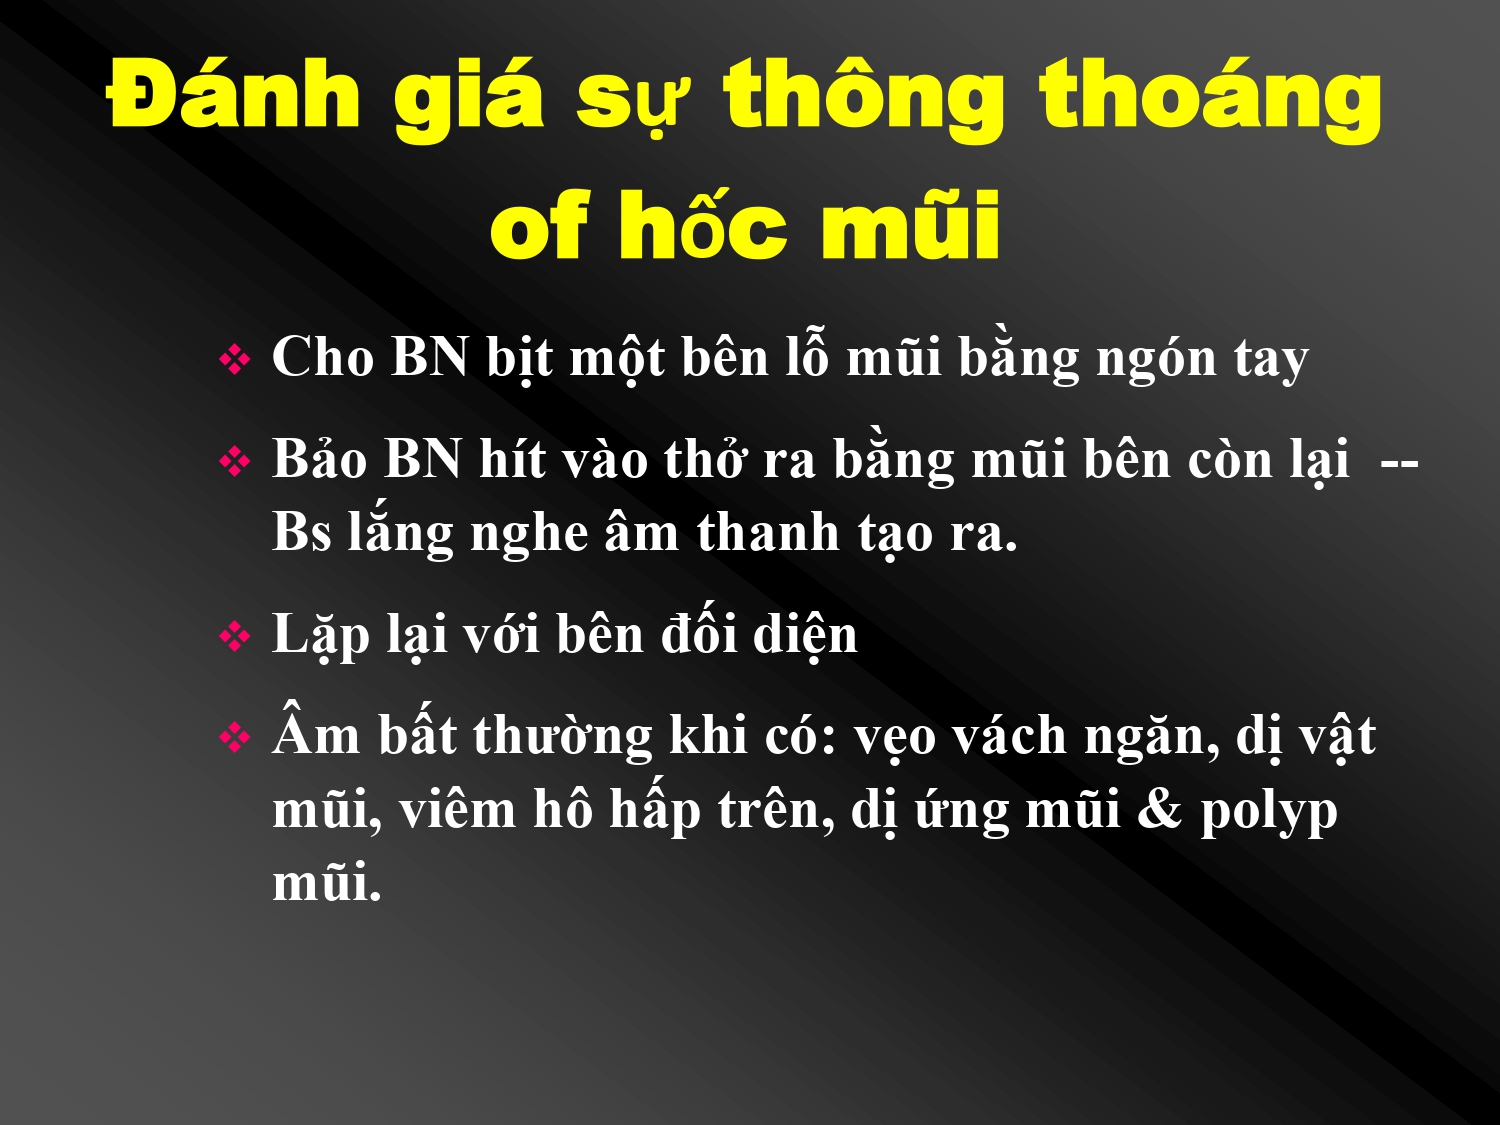 Đánh giá sự thông thoáng
of hốc mũi
❖ Cho BN bịt một bên lỗ mũi bằng ngón tay
❖ Bảo BN hít vào thở ra bằng mũi bên còn lại --
Bs lắng nghe âm thanh tạo ra.
❖ Lặp lại với bên đối diện
❖ Âm bất thường khi có: vẹo vách ngăn, dị vật
mũi, viêm hô hấp trên, dị ứng mũi & polyp
mũi.